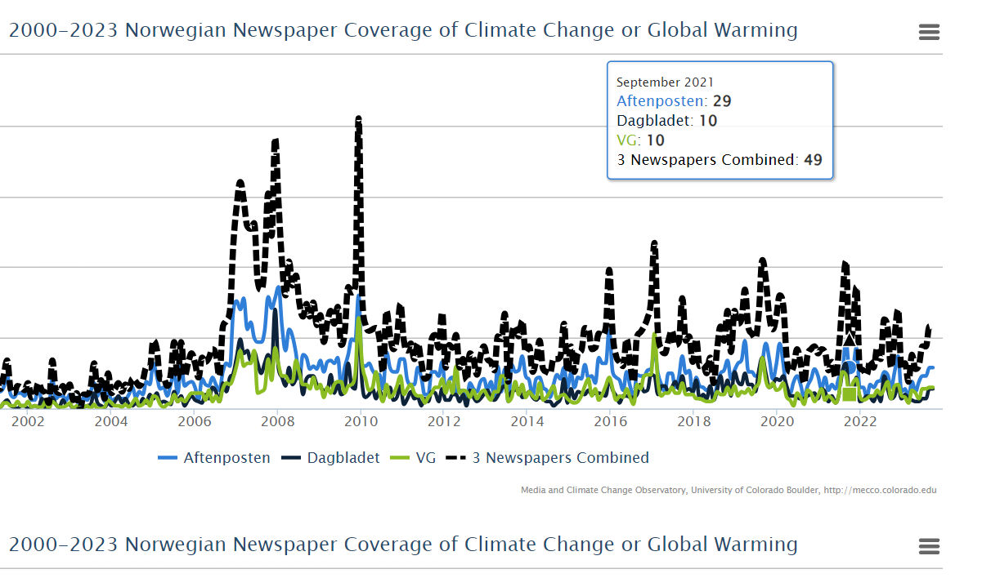 2000–2023 Norwegian Newspaper Coverage of Climate Change or Global Warming
September 2021
Aftenposten: 29
Dagbladet: 10
VG: 10
3 Newspapers Combined: 49
2002 2004 2006 2008 2010 2012 2014 2016 2018 2020 2022
Aftenposten Dagbladet VG 3 Newspapers Combined
Media and Climate Change Observatory, University of Colorado Boulder, http://mecco.colorado.edu
2000–2023 Norwegian Newspaper Coverage of Climate Change or Global Warming